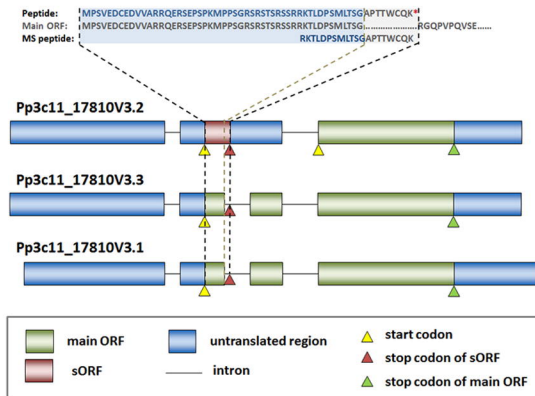 Peptide: MPSVEDCEDVVARRQERSEPSPKMPPSGRSRSTSRSSRRKTLDPSMLTSGAPTTWCQK*
Main ORF: MPSVEDCEDVVARRQERSEPSPKMPPSGRSRSTSRSSRRKTLDPSMLTSG......................RGQPVPQVSE......
MS peptide: RKTLDPSMLTSGAPTTWCQK
Pp3c11_17810V3.2
Pp3c11_17810V3.3
Pp3c11_17810V3.1
main ORF
untranslated region
start codon
sORF
intron
stop codon of sORF
stop codon of main ORF